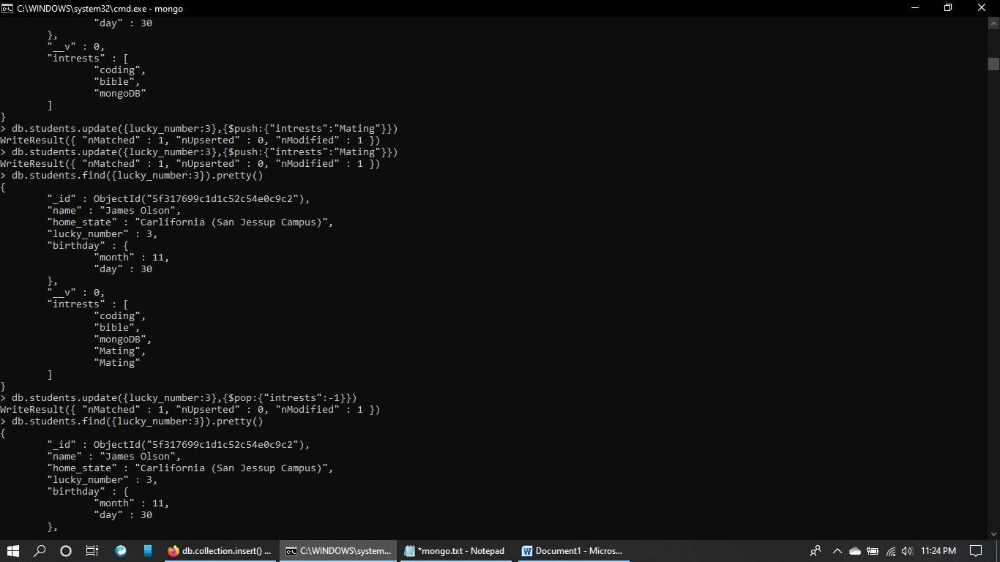 C:\WINDOWS\system32\cmd.exe - mongo
                "day" : 30
        },
        "__v" : 0,
        "intrests" : [
                "coding",
                "bible",
                "mongoDB"
        ]
}
> db.students.update({lucky_number:3},{$push:{"intrests":"Mating"}})
WriteResult({ "nMatched" : 1, "nUpserted" : 0, "nModified" : 1 })
> db.students.update({lucky_number:3},{$push:{"intrests":"Mating"}})
WriteResult({ "nMatched" : 1, "nUpserted" : 0, "nModified" : 1 })
> db.students.find({lucky_number:3}).pretty()
{
        "_id" : ObjectId("5f317699c1d1c52c54e0c9c2"),
        "name" : "James Olson",
        "home_state" : "Carlifornia (San Jessup Campus)",
        "lucky_number" : 3,
        "birthday" : {
                "month" : 11,
                "day" : 30
        },
        "__v" : 0,
        "intrests" : [
                "coding",
                "bible",
                "mongoDB",
                "Mating",
                "Mating"
        ]
}
> db.students.update({lucky_number:3},{$pop:{"intrests":-1}})
WriteResult({ "nMatched" : 1, "nUpserted" : 0, "nModified" : 1 })
> db.students.find({lucky_number:3}).pretty()
{
        "_id" : ObjectId("5f317699c1d1c52c54e0c9c2"),
        "name" : "James Olson",
        "home_state" : "Carlifornia (San Jessup Campus)",
        "lucky_number" : 3,
        "birthday" : {
                "month" : 11,
                "day" : 30
        },
db.collection.insert() ... C:\WINDOWS\system... *mongo.txt - Notepad Document1 - Micros... 11:24 PM